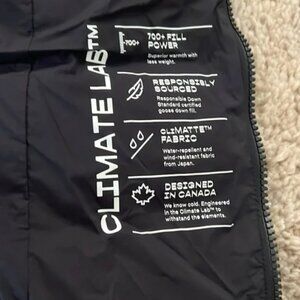 CLIMATE LAB™
700+
700+ FILL
POWER
Superior warmth with
less weight.
RESPONSIBLY
SOURCED
Responsible Down
Standard certified
goose down fill.
CLIMATTE™
FABRIC
Water-repellent and
wind-resistant fabric
from Japan.
DESIGNED
IN CANADA
We know cold. Engineered
in the Climate Lab™ to
withstand the elements.